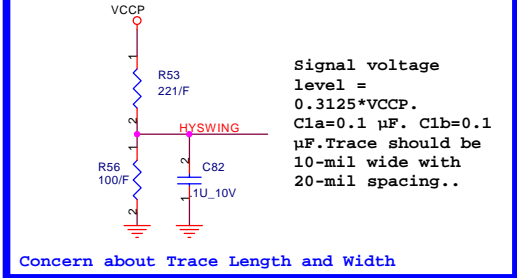 VCCP
1
R53
221/F
2
HYSWING
1
R56
100/F
2
2
C82
.1U_10V
1
Signal voltage
level =
0.3125*VCCP.
C1a=0.1 µF. C1b=0.1
µF.Trace should be
10-mil wide with
20-mil spacing..
Concern about Trace Length and Width